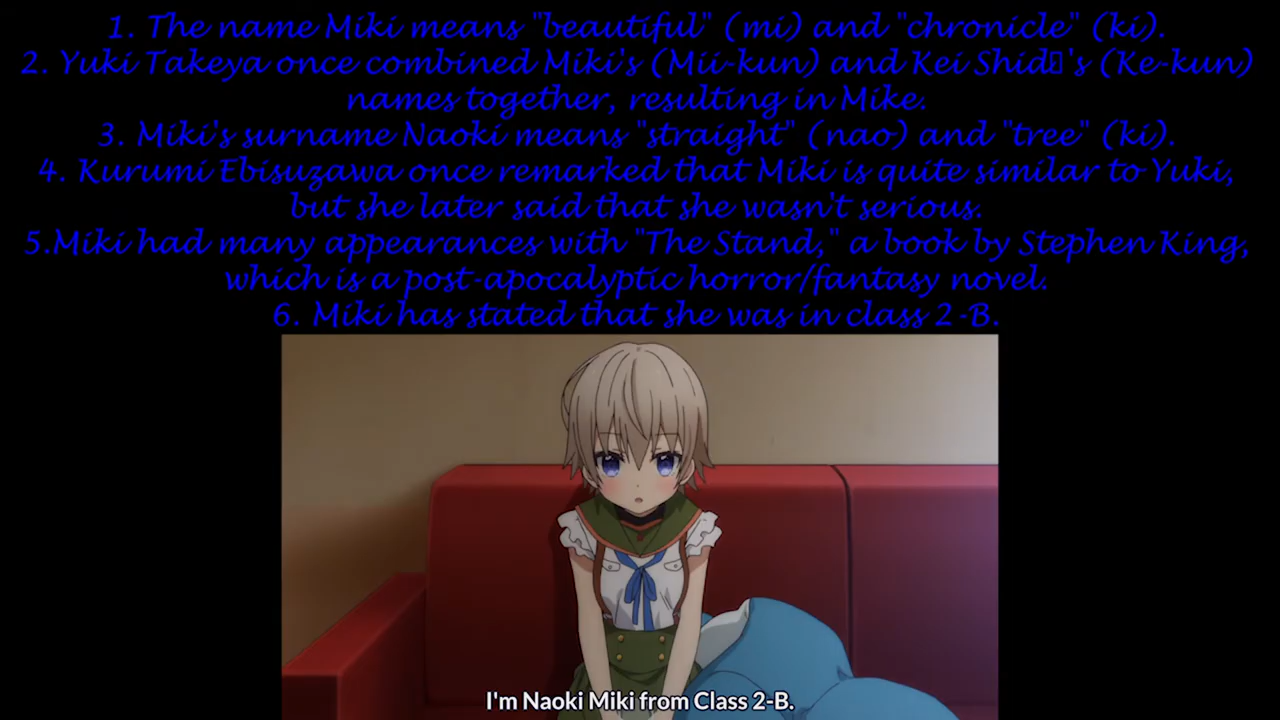 1. The name Miki means "beautiful" (mi) and "chronicle" (ki).
2. Yuki Takeya once combined Miki's (Mii-kun) and Kei Shid▯'s (Ke-kun)
names together, resulting in Mike.
3. Miki's surname Naoki means "straight" (nao) and "tree" (ki).
4. Kurumi Ebisuzawa once remarked that Miki is quite similar to Yuki,
but she later said that she wasn't serious.
5.Miki had many appearances with "The Stand," a book by Stephen King,
which is a post-apocalyptic horror/fantasy novel.
6. Miki has stated that she was in class 2-B.
I'm Naoki Miki from Class 2-B.